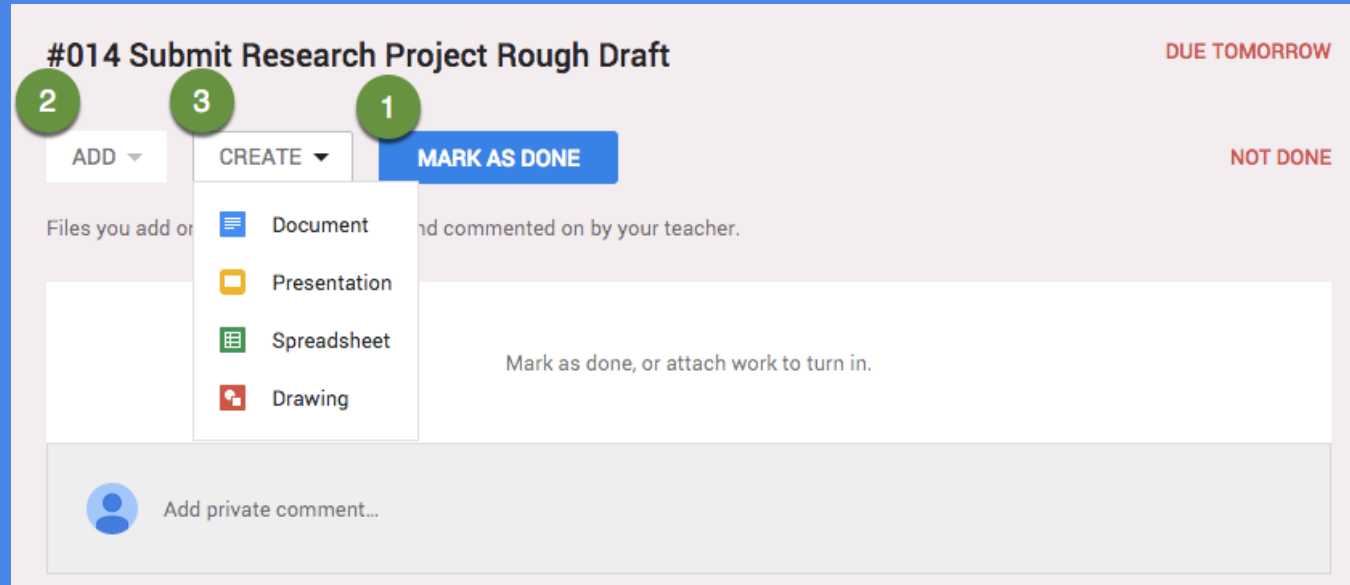 #014 Submit Research Project Rough Draft
DUE TOMORROW
2
3
1
ADD
CREATE
MARK AS DONE
NOT DONE
Files you add or nd commented on by your teacher.
Document
Presentation
Spreadsheet
Drawing
Mark as done, or attach work to turn in.
Add private comment...